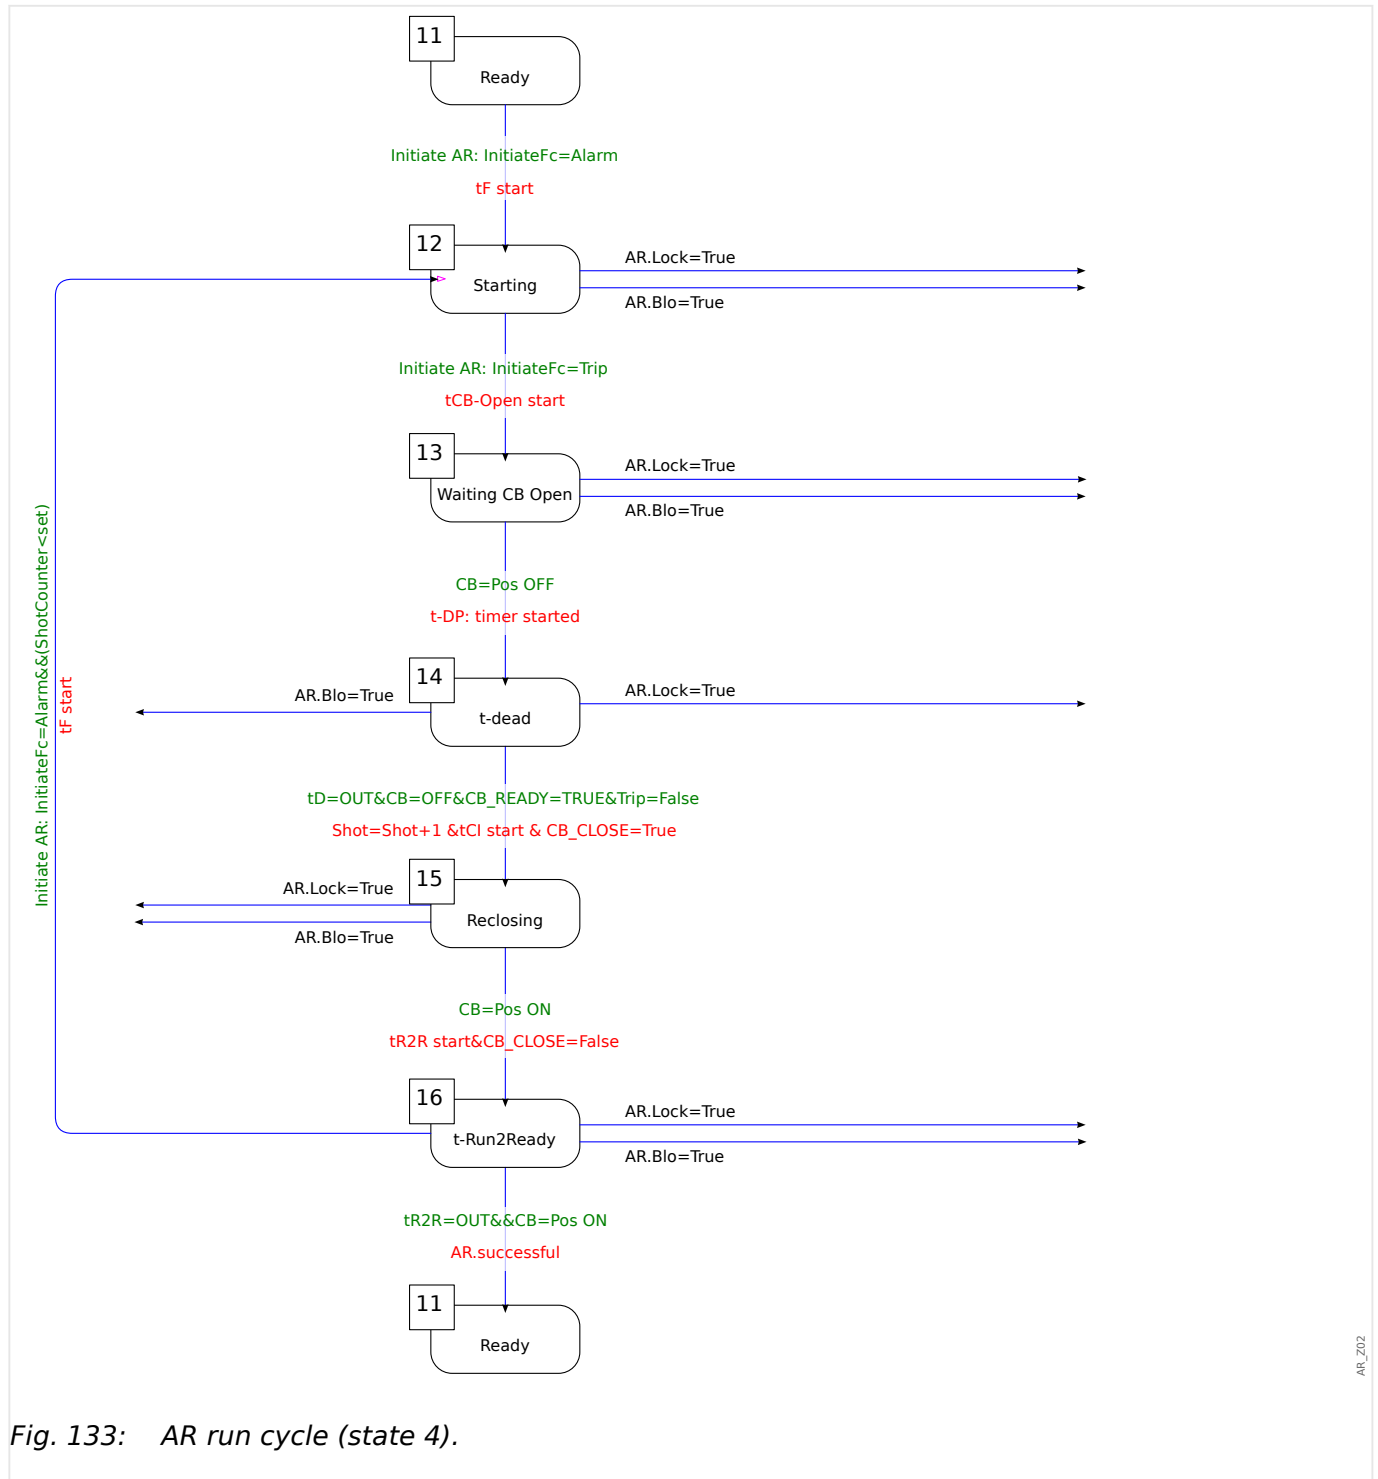 11
Ready
Initiate AR: InitiateFc=Alarm
tF start
12
Starting
AR.Lock=True
AR.Blo=True
Initiate AR: InitiateFc=Trip
tCB-Open start
13
Waiting CB Open
AR.Lock=True
AR.Blo=True
Initiate AR: InitiateFc=Alarm&&(ShotCounter<set)
tF start
CB=Pos OFF
t-DP: timer started
14
t-dead
AR.Blo=True
AR.Lock=True
tD=OUT&CB=OFF&CB_READY=TRUE&Trip=False
Shot=Shot+1 &tCI start & CB_CLOSE=True
15
Reclosing
AR.Lock=True
AR.Blo=True
CB=Pos ON
tR2R start&CB_CLOSE=False
16
t-Run2Ready
AR.Lock=True
AR.Blo=True
tR2R=OUT&&CB=Pos ON
AR.successful
11
Ready
AR_Z02
Fig. 133: AR run cycle (state 4).